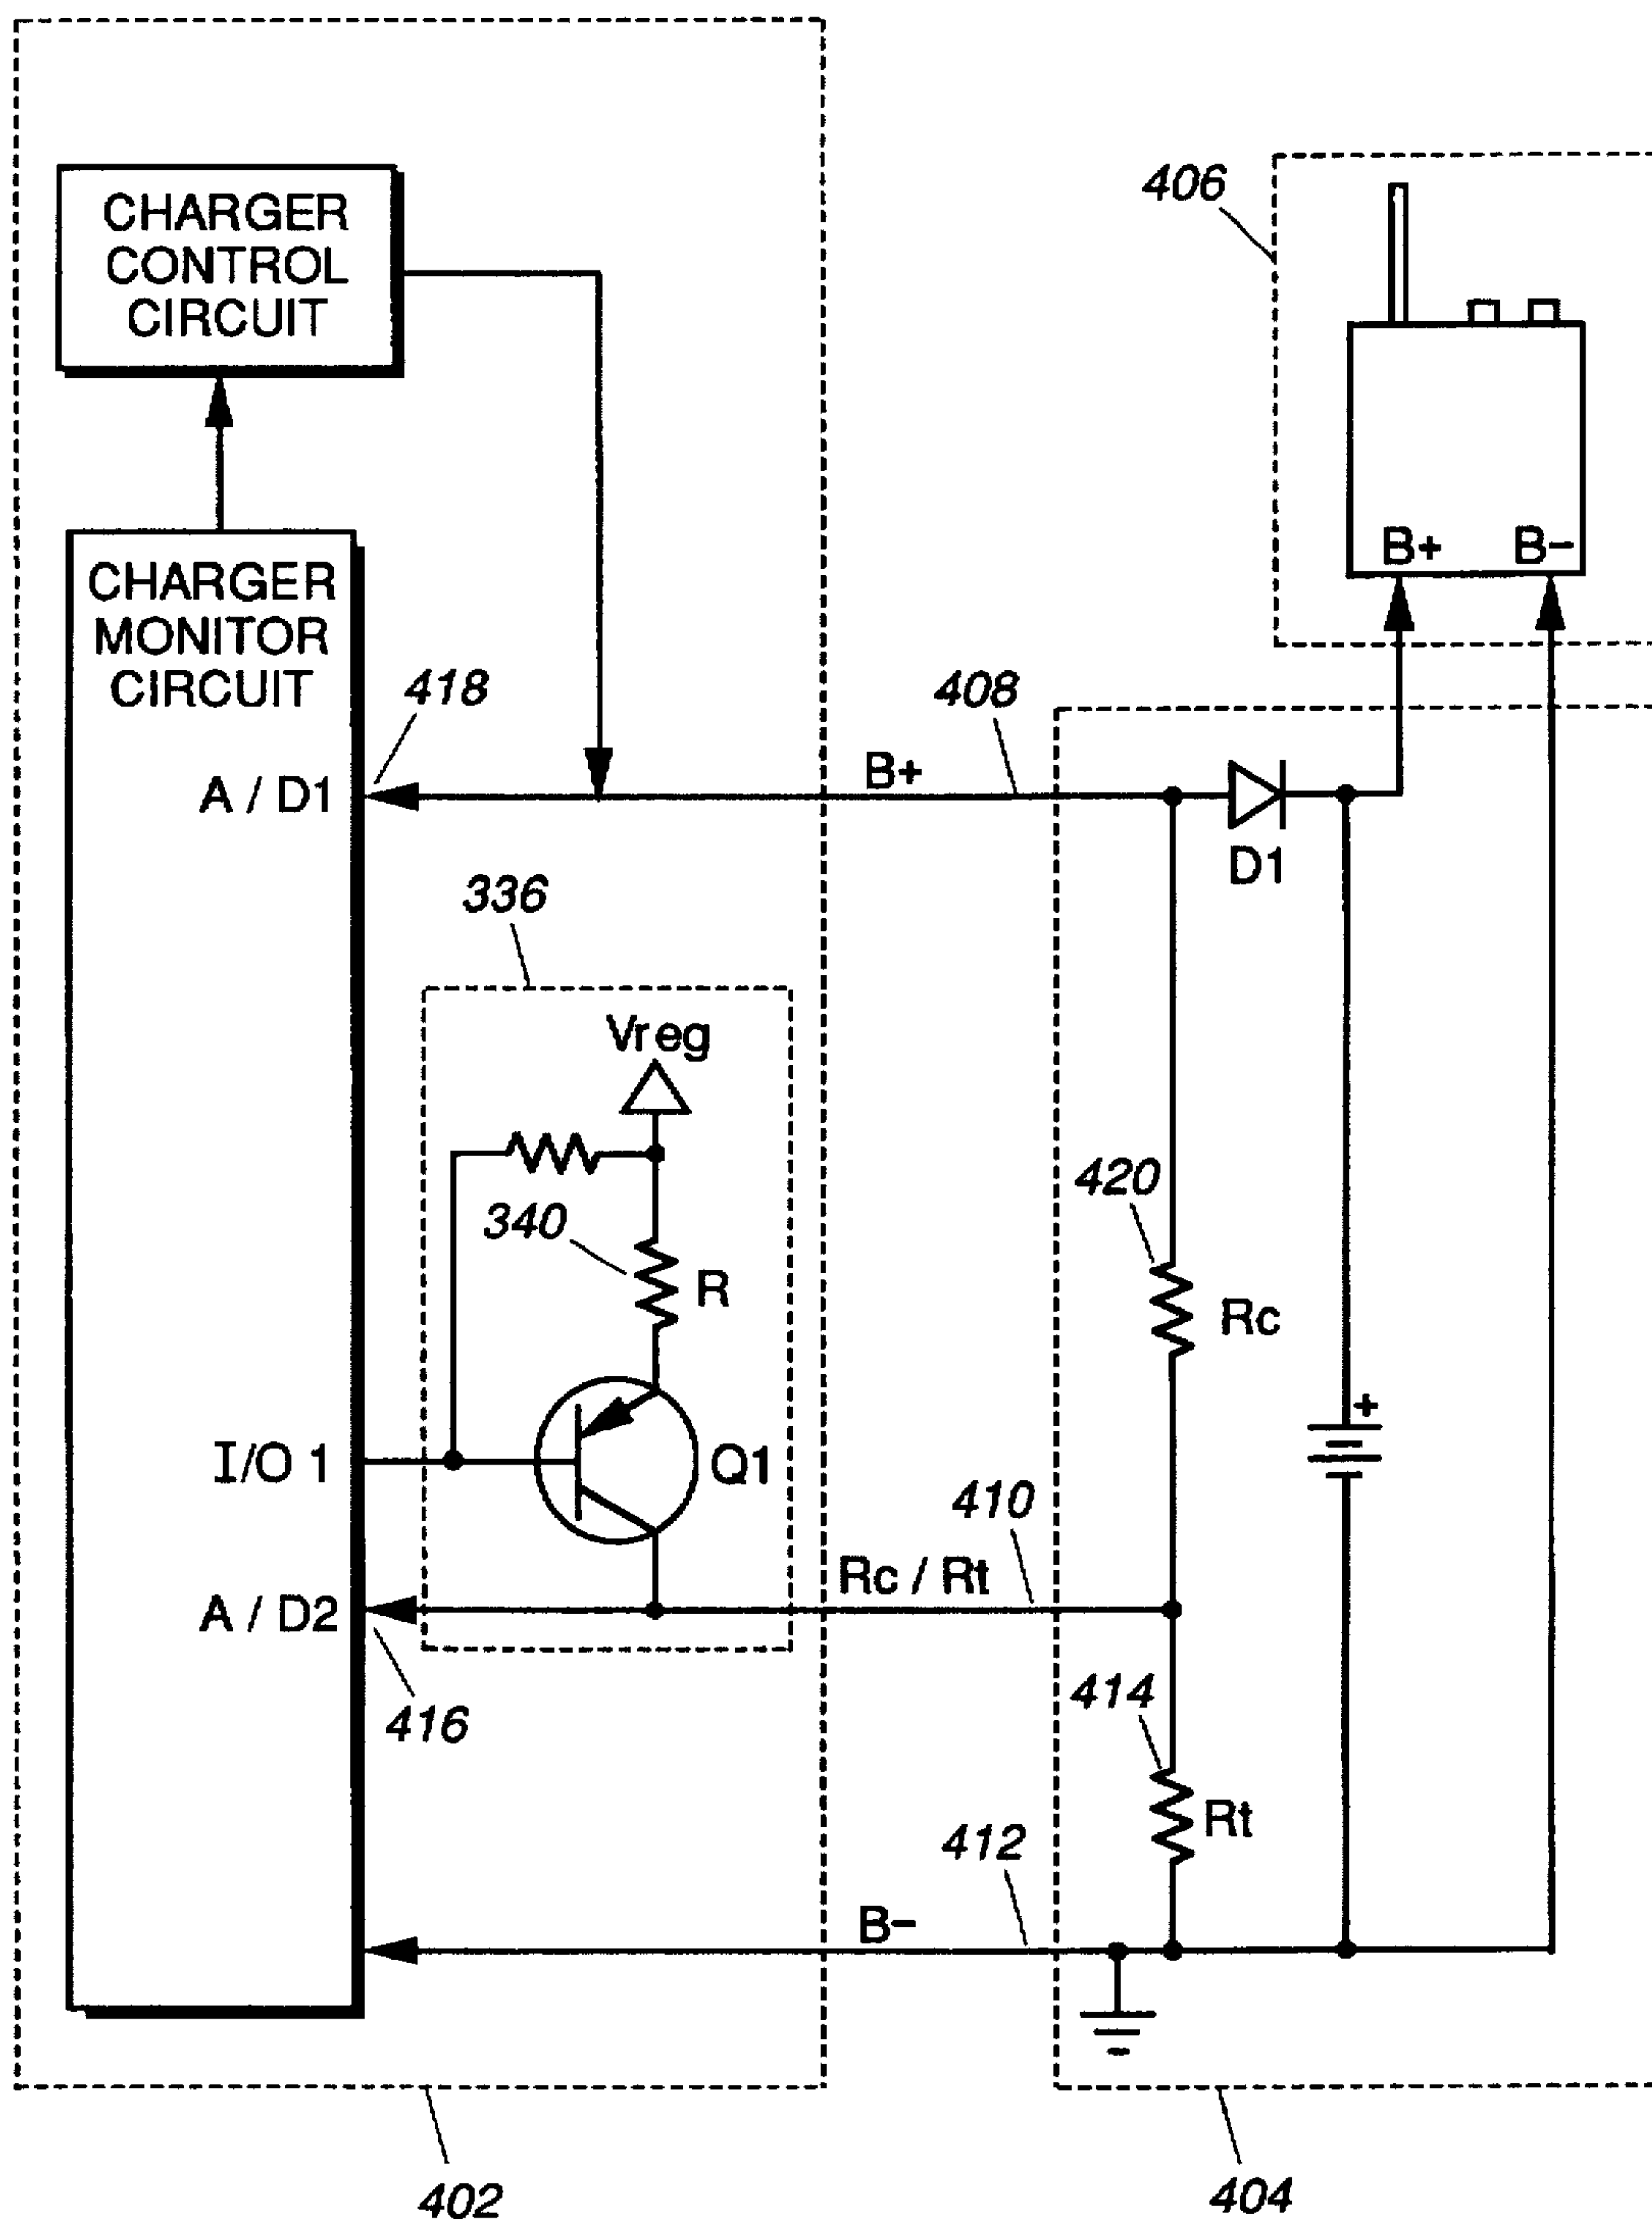 CHARGER
CONTROL
CIRCUIT
406
B+ B-
CHARGER
MONITOR
CIRCUIT
418
408
A / D1
B+
D1
336
Vreg
420
340
R
Rc
+
I/O 1
Q1
410
Rc / Rt
A / D2
416
414
Rt
412
B-
402
404